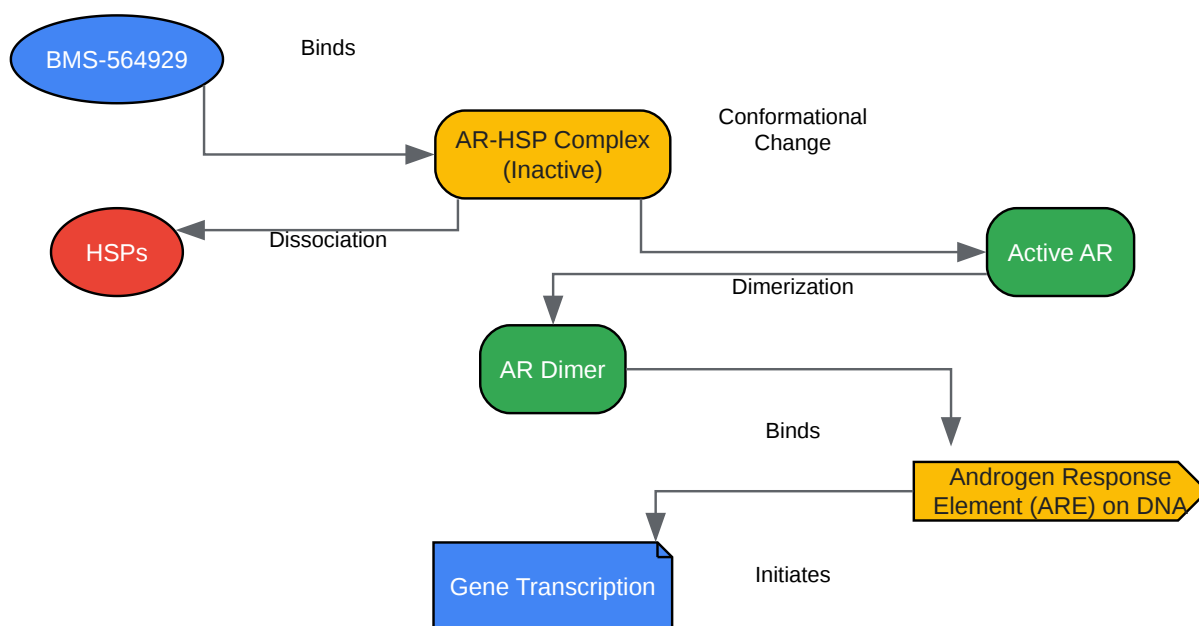 BMS-564929
Binds
AR-HSP Complex
(Inactive)
Conformational
Change
HSPs
Dissociation
Active AR
Dimerization
AR Dimer
Binds
Androgen Response
Element (ARE) on DNA
Gene Transcription
Initiates